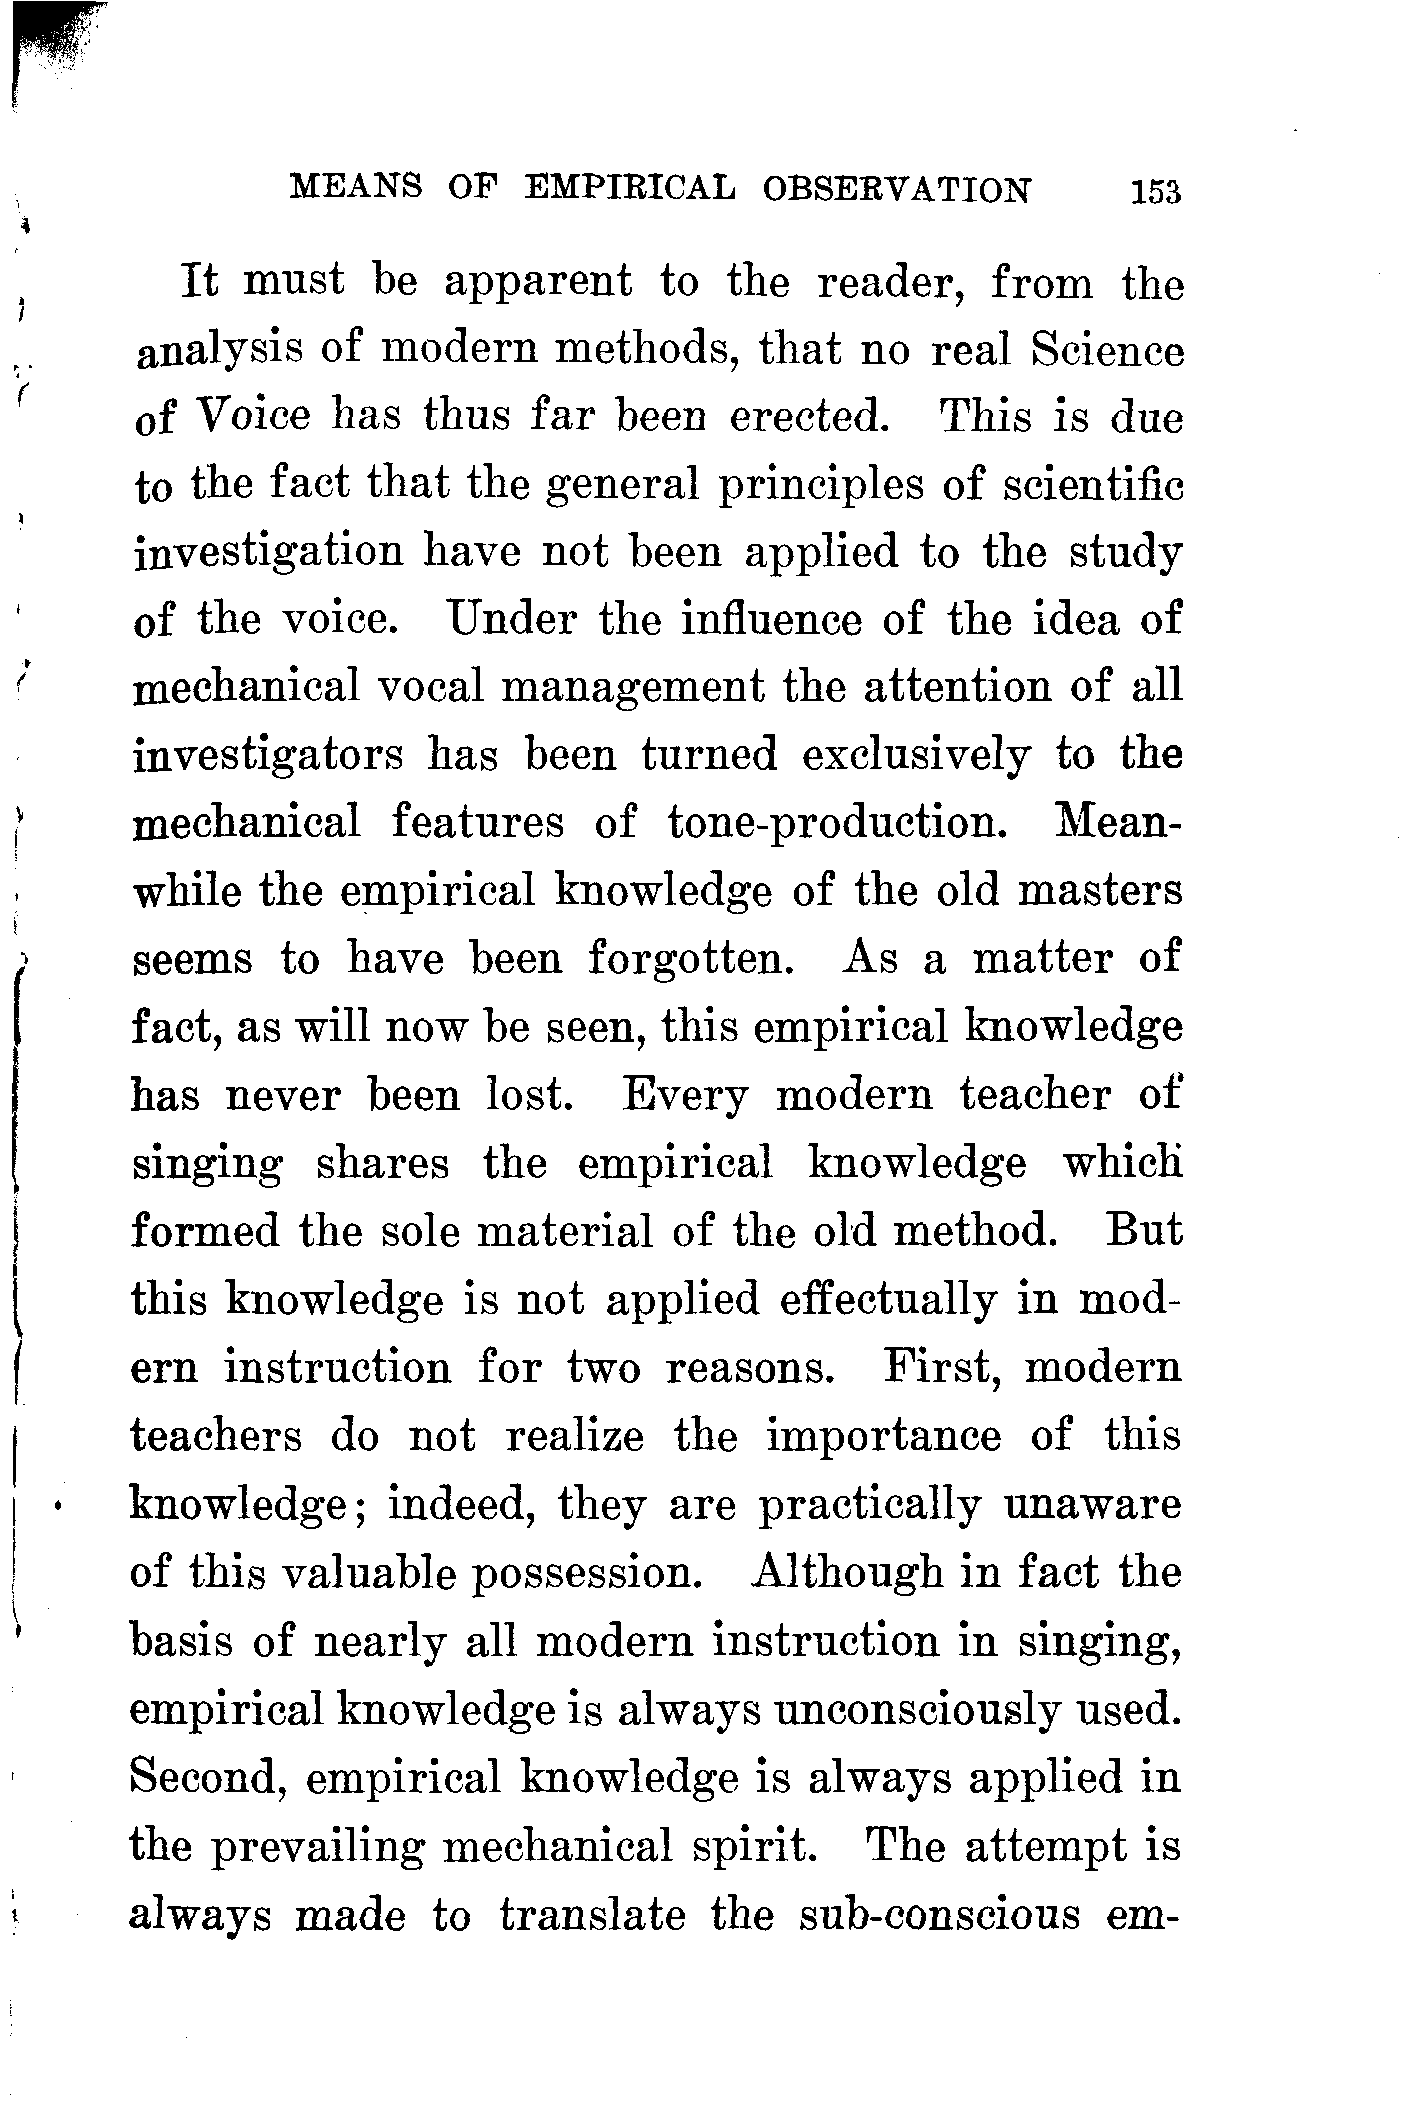 MEANS OF EMPIRICAL OBSERVATION 153
It must be apparent to the reader, from the
analysis of modern methods, that no real Science
of Voice has thus far been erected. This is due
to the fact that the general principles of scientific
investigation have not been applied to the study
of the voice. Under the influence of the idea of
mechanical vocal management the attention of all
investigators has been turned exclusively to the
mechanical features of tone-production. Mean-
while the empirical knowledge of the old masters
seems to have been forgotten. As a matter of
fact, as will now be seen, this empirical knowledge
has never been lost. Every modern teacher of
singing shares the empirical knowledge which
formed the sole material of the old method. But
this knowledge is not applied effectually in mod-
ern instruction for two reasons. First, modern
teachers do not realize the importance of this
knowledge; indeed, they are practically unaware
of this valuable possession. Although in fact the
basis of nearly all modern instruction in singing,
empirical knowledge is always unconsciously used.
Second, empirical knowledge is always applied in
the prevailing mechanical spirit. The attempt is
always made to translate the sub-conscious em-